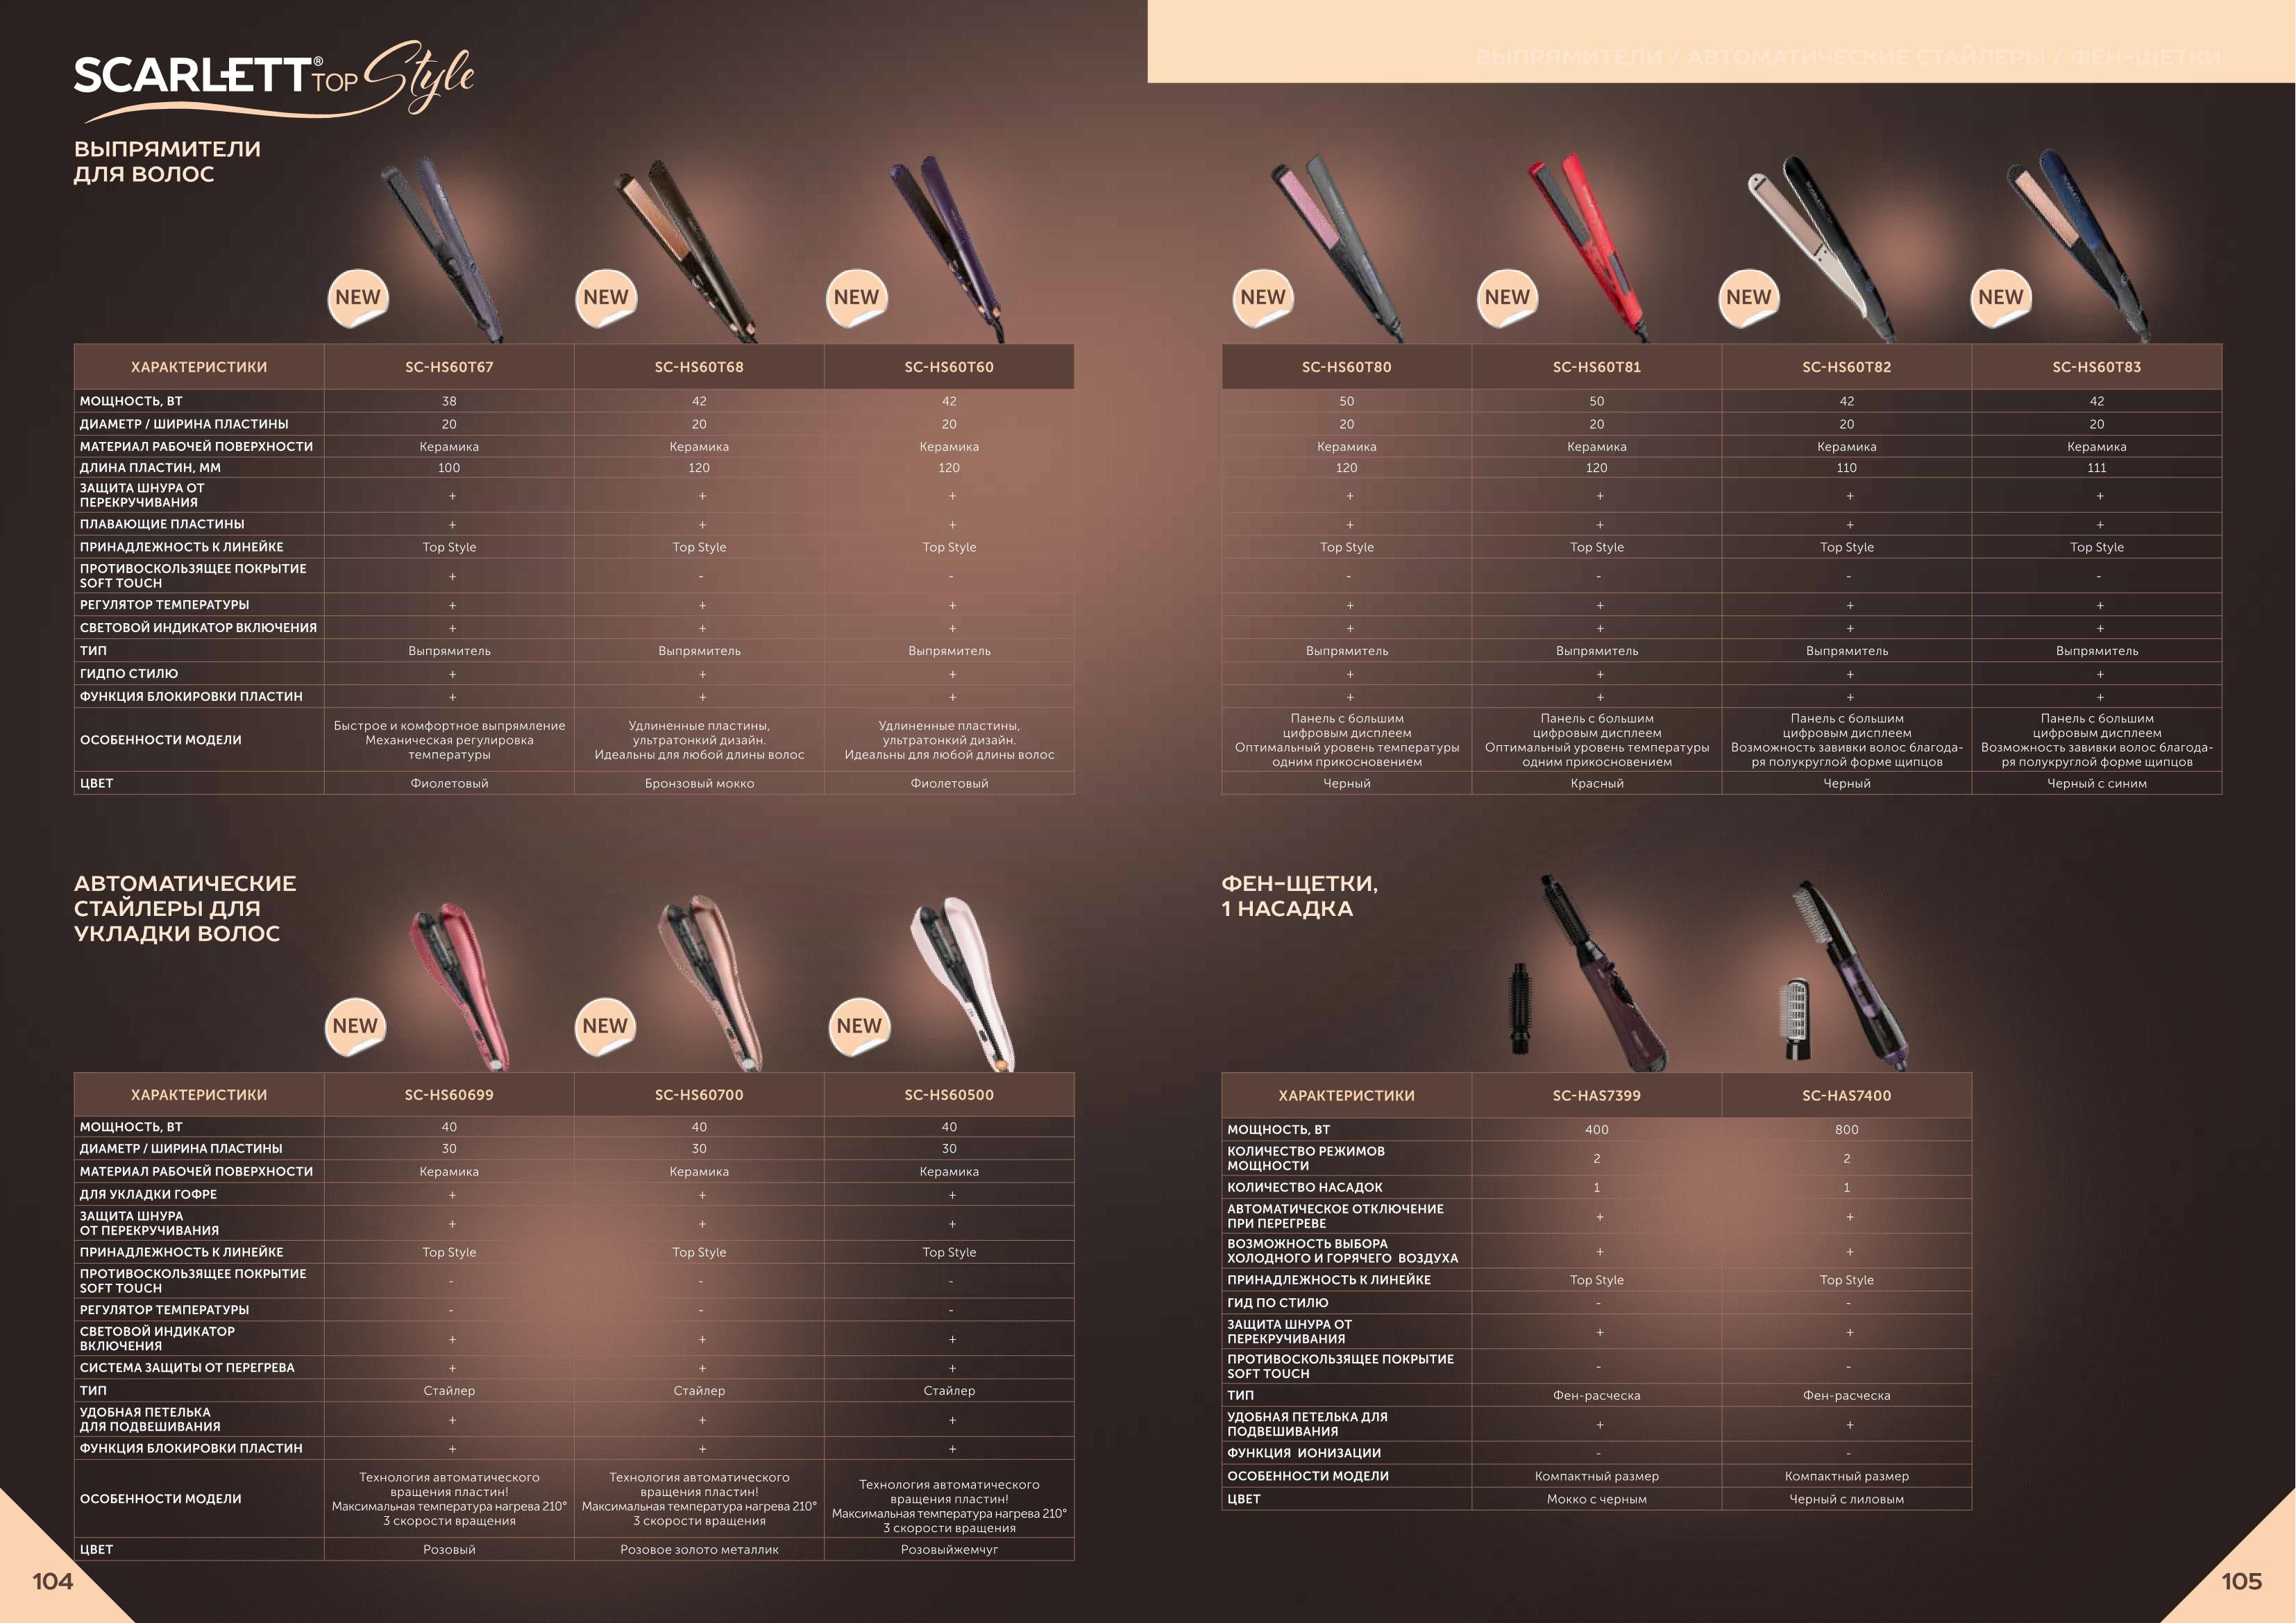 SCARLETT® TOP Style
ВЫПРЯМИТЕЛИ / АВТОМАТИЧЕСКИЕ СТАЙЛЕРЫ / ФЕН-ЩЕТКИ
ВЫПРЯМИТЕЛИ
ДЛЯ ВОЛОС
NEW NEW NEW
ХАРАКТЕРИСТИКИ SC-HS60T67 SC-HS60T68 SC-HS60T60
МОЩНОСТЬ, ВТ 38 42 42
ДИАМЕТР / ШИРИНА ПЛАСТИНЫ 20 20 20
МАТЕРИАЛ РАБОЧЕЙ ПОВЕРХНОСТИ Керамика Керамика Керамика
ДЛИНА ПЛАСТИН, ММ 100 120 120
ЗАЩИТА ШНУРА ОТ
ПЕРЕКРУЧИВАНИЯ + + +
ПЛАВАЮЩИЕ ПЛАСТИНЫ + + +
ПРИНАДЛЕЖНОСТЬ К ЛИНЕЙКЕ Top Style Top Style Top Style
ПРОТИВОСКОЛЬЗЯЩЕЕ ПОКРЫТИЕ
SOFT TOUCH + - -
РЕГУЛЯТОР ТЕМПЕРАТУРЫ + + +
СВЕТОВОЙ ИНДИКАТОР ВКЛЮЧЕНИЯ + + +
ТИП Выпрямитель Выпрямитель Выпрямитель
ГИДПО СТИЛЮ + + +
ФУНКЦИЯ БЛОКИРОВКИ ПЛАСТИН + + +
ОСОБЕННОСТИ МОДЕЛИ
Быстрое и комфортное выпрямление
Механическая регулировка
температуры
Удлиненные пластины,
ультратонкий дизайн.
Идеальны для любой длины волос
Удлиненные пластины,
ультратонкий дизайн.
Идеальны для любой длины волос
ЦВЕТ Фиолетовый Бронзовый мокко Фиолетовый
NEW NEW NEW NEW
SC-HS60T80 SC-HS60T81 SC-HS60T82 SC-HS60T83
50 50 42 42
20 20 20 20
Керамика Керамика Керамика Керамика
120 120 110 111
+ + + +
+ + + +
Top Style Top Style Top Style Top Style
- - - -
+ + + +
+ + + +
Выпрямитель Выпрямитель Выпрямитель Выпрямитель
+ + + +
+ + + +
Панель с большим
цифровым дисплеем
Оптимальный уровень температуры
одним прикосновением
Панель с большим
цифровым дисплеем
Оптимальный уровень температуры
одним прикосновением
Панель с большим
цифровым дисплеем
Возможность завивки волос благода-
ря полукруглой форме щипцов
Панель с большим
цифровым дисплеем
Возможность завивки волос благода-
ря полукруглой форме щипцов
Черный Красный Черный Черный с синим
АВТОМАТИЧЕСКИЕ
СТАЙЛЕРЫ ДЛЯ
УКЛАДКИ ВОЛОС
NEW NEW NEW
ХАРАКТЕРИСТИКИ SC-HS60699 SC-HS60700 SC-HS60500
МОЩНОСТЬ, ВТ 40 40 40
ДИАМЕТР / ШИРИНА ПЛАСТИНЫ 30 30 30
МАТЕРИАЛ РАБОЧЕЙ ПОВЕРХНОСТИ Керамика Керамика Керамика
ДЛЯ УКЛАДКИ ГОФРЕ + + +
ЗАЩИТА ШНУРА
ОТ ПЕРЕКРУЧИВАНИЯ + + +
ПРИНАДЛЕЖНОСТЬ К ЛИНЕЙКЕ Top Style Top Style Top Style
ПРОТИВОСКОЛЬЗЯЩЕЕ ПОКРЫТИЕ
SOFT TOUCH - - -
РЕГУЛЯТОР ТЕМПЕРАТУРЫ - - -
СВЕТОВОЙ ИНДИКАТОР
ВКЛЮЧЕНИЯ + + +
СИСТЕМА ЗАЩИТЫ ОТ ПЕРЕГРЕВА + + +
ТИП Стайлер Стайлер Стайлер
УДОБНАЯ ПЕТЕЛЬКА
ДЛЯ ПОДВЕШИВАНИЯ + + +
ФУНКЦИЯ БЛОКИРОВКИ ПЛАСТИН + + +
ОСОБЕННОСТИ МОДЕЛИ
Технология автоматического
вращения пластин!
Максимальная температура нагрева 210°
3 скорости вращения
Технология автоматического
вращения пластин!
Максимальная температура нагрева 210°
3 скорости вращения
Технология автоматического
вращения пластин!
Максимальная температура нагрева 210°
3 скорости вращения
ЦВЕТ Розовый Розовое золото металлик Розовыйжемчуг
ФЕН-ЩЕТКИ,
1 НАСАДКА
ХАРАКТЕРИСТИКИ SC-HAS7399 SC-HAS7400
МОЩНОСТЬ, ВТ 400 800
КОЛИЧЕСТВО РЕЖИМОВ
МОЩНОСТИ 2 2
КОЛИЧЕСТВО НАСАДОК 1 1
АВТОМАТИЧЕСКОЕ ОТКЛЮЧЕНИЕ
ПРИ ПЕРЕГРЕВЕ + +
ВОЗМОЖНОСТЬ ВЫБОРА
ХОЛОДНОГО И ГОРЯЧЕГО ВОЗДУХА + +
ПРИНАДЛЕЖНОСТЬ К ЛИНЕЙКЕ Top Style Top Style
ГИД ПО СТИЛЮ - -
ЗАЩИТА ШНУРА ОТ
ПЕРЕКРУЧИВАНИЯ + +
ПРОТИВОСКОЛЬЗЯЩЕЕ ПОКРЫТИЕ
SOFT TOUCH - -
ТИП Фен-расческа Фен-расческа
УДОБНАЯ ПЕТЕЛЬКА ДЛЯ
ПОДВЕШИВАНИЯ + +
ФУНКЦИЯ ИОНИЗАЦИИ - -
ОСОБЕННОСТИ МОДЕЛИ Компактный размер Компактный размер
ЦВЕТ Мокко с черным Черный с лиловым
104
105